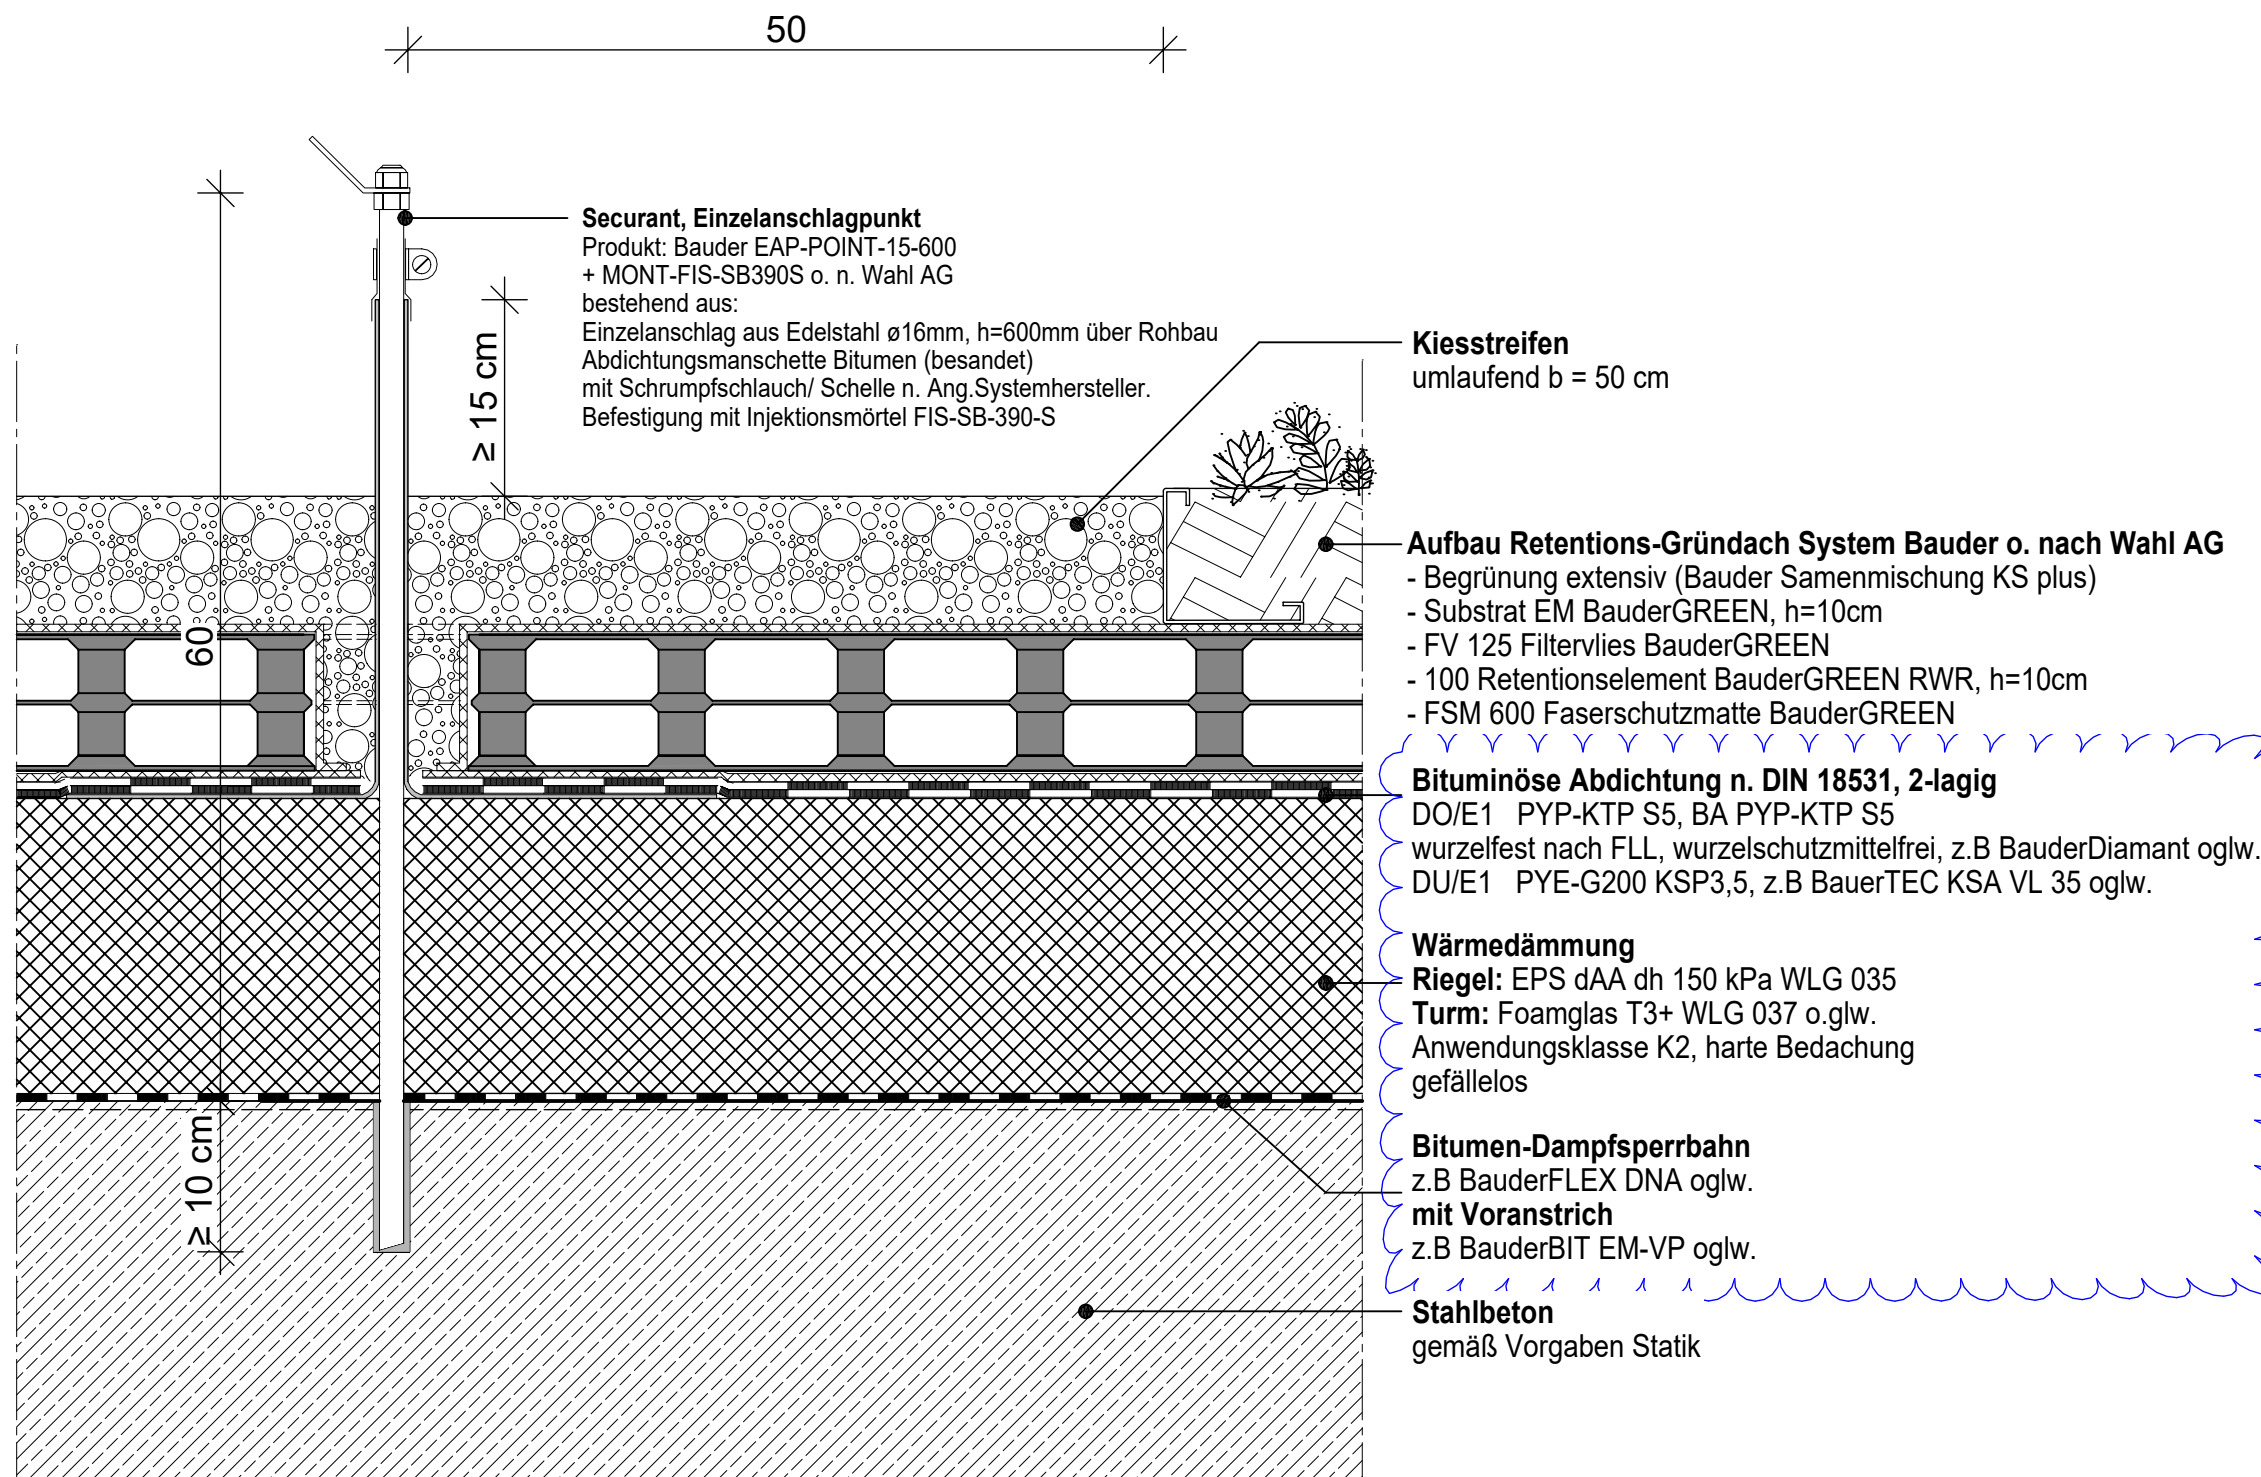 50
Securant, Einzelanschlagpunkt
Produkt: Bauder EAP-POINT-15-600
+ MONT-FIS-SB390S o. n. Wahl AG
bestehend aus:
Einzelanschlag aus Edelstahl ø16mm, h=600mm über Rohbau
Abdichtungsmanschette Bitumen (besandet)
mit Schrumpfschlauch/ Schelle n. Ang.Systemhersteller.
Befestigung mit Injektionsmörtel FIS-SB-390-S
≥ 15 cm
60
≥ 10 cm
Kiesstreifen
umlaufend b = 50 cm
Aufbau Retentions-Gründach System Bauder o. nach Wahl AG
- Begrünung extensiv (Bauder Samenmischung KS plus)
- Substrat EM BauderGREEN, h=10cm
- FV 125 Filtervlies BauderGREEN
- 100 Retentionselement BauderGREEN RWR, h=10cm
- FSM 600 Faserschutzmatte BauderGREEN
Bituminöse Abdichtung n. DIN 18531, 2-lagig
DO/E1 PYP-KTP S5, BA PYP-KTP S5
wurzelfest nach FLL, wurzelschutzmittelfrei, z.B BauderDiamant oglw.
DU/E1 PYE-G200 KSP3,5, z.B BauerTEC KSA VL 35 oglw.
Wärmedämmung
Riegel: EPS dAA dh 150 kPa WLG 035
Turm: Foamglas T3+ WLG 037 o.glw.
Anwendungsklasse K2, harte Bedachung
gefällelos
Bitumen-Dampfsperrbahn
z.B BauderFLEX DNA oglw.
mit Voranstrich
z.B BauderBIT EM-VP oglw.
Stahlbeton
gemäß Vorgaben Statik